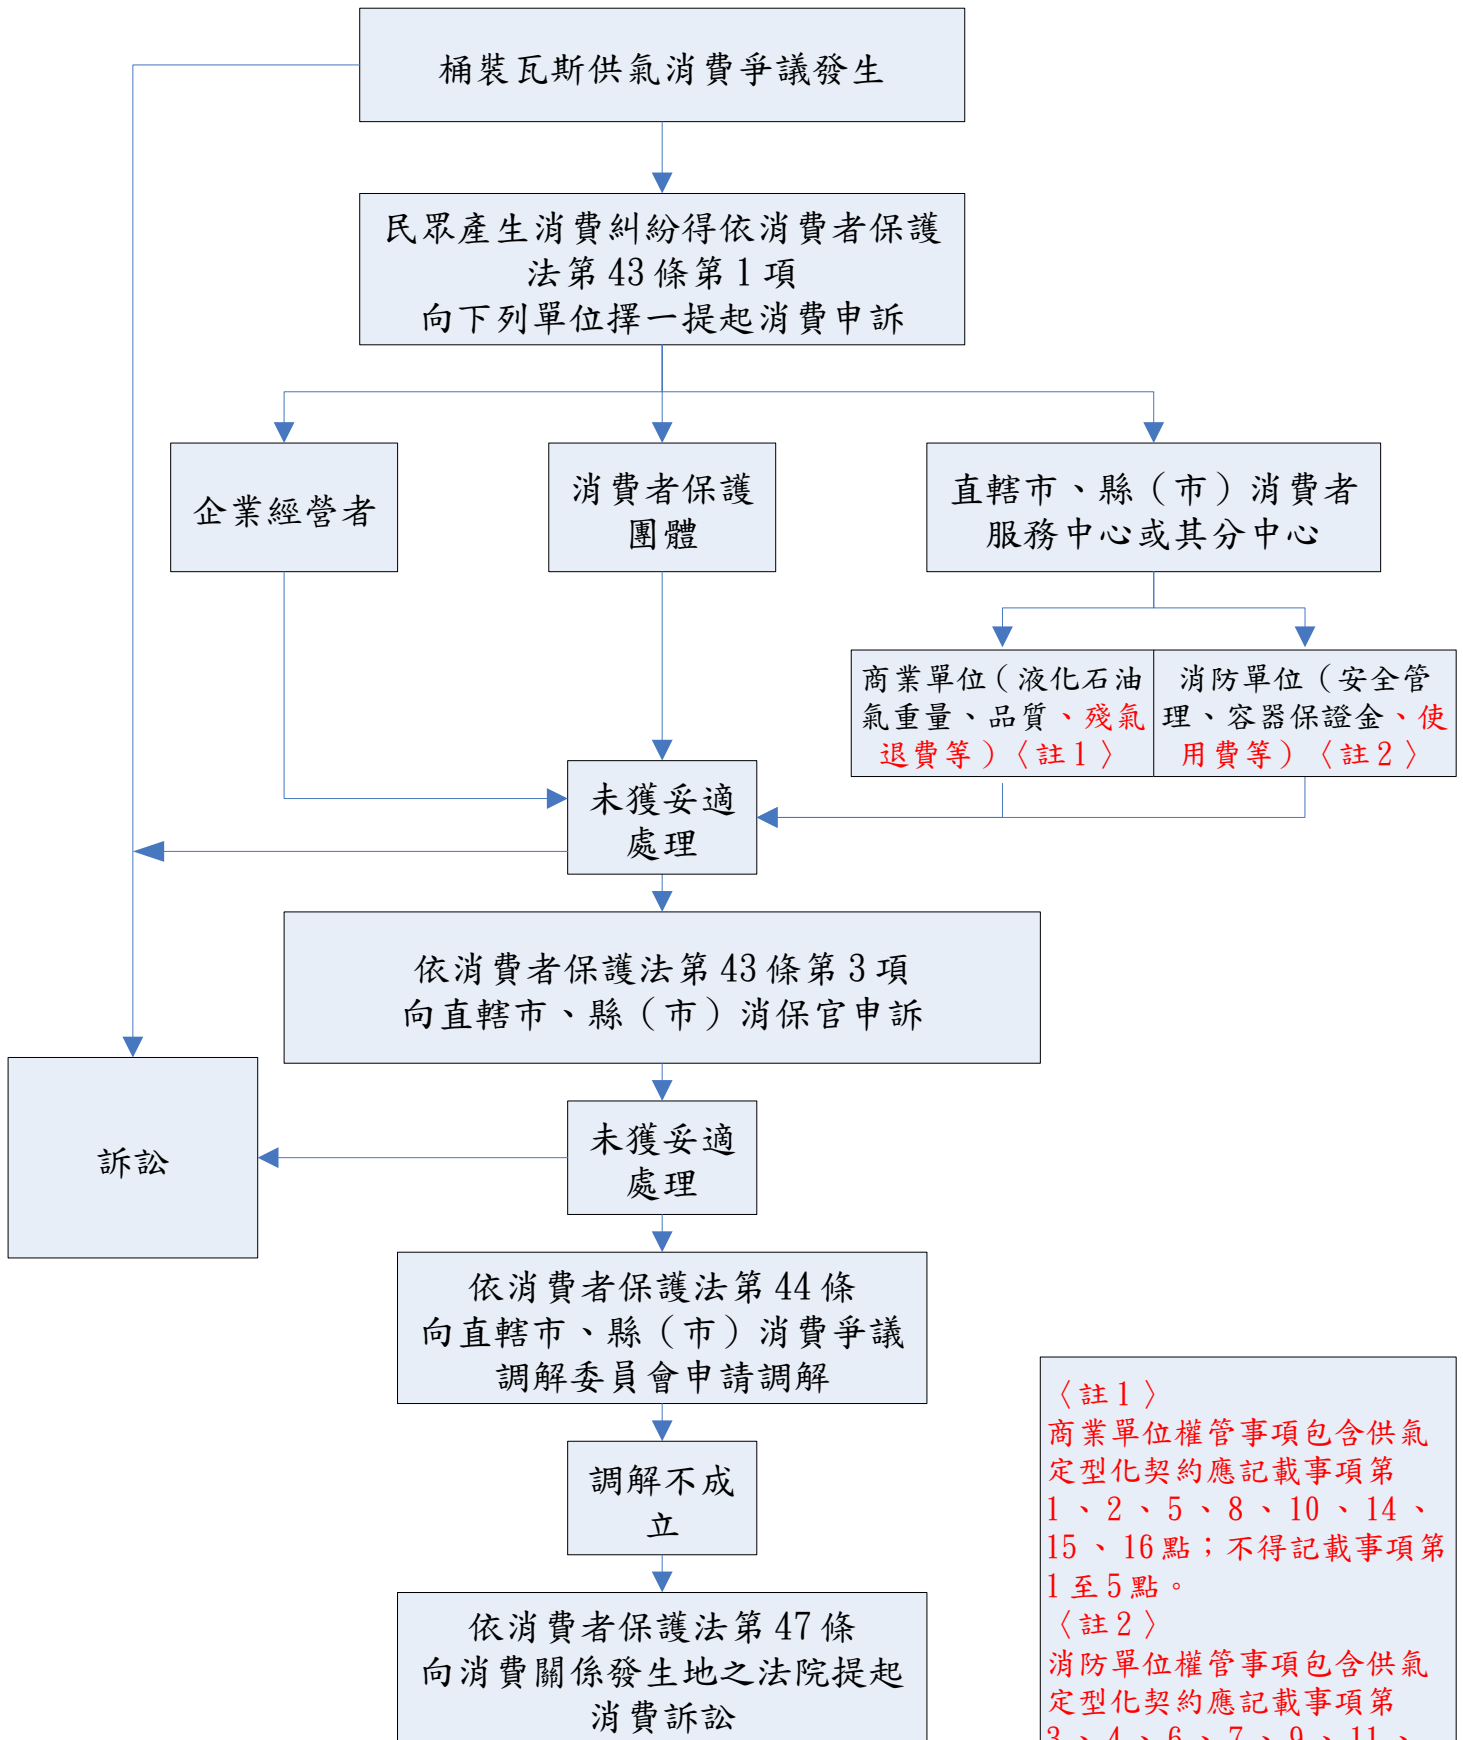 桶裝瓦斯供氣消費爭議發生
民眾產生消費糾紛得依消費者保護
法第43條第1項
向下列單位擇一提起消費申訴
企業經營者
消費者保護
團體
直轄市、縣（市）消費者
服務中心或其分中心
商業單位（液化石油
氣重量、品質、殘氣
退費等）〈註1〉
消防單位（安全管
理、容器保證金、使
用費等）〈註2〉
未獲妥適
處理
依消費者保護法第43條第3項
向直轄市、縣（市）消保官申訴
訴訟
未獲妥適
處理
依消費者保護法第44條
向直轄市、縣（市）消費爭議
調解委員會申請調解
調解不成
立
依消費者保護法第47條
向消費關係發生地之法院提起
消費訴訟
〈註1〉
商業單位權管事項包含供氣
定型化契約應記載事項第
1、2、5、8、10、14、
15、16點；不得記載事項第
1至5點。
〈註2〉
消防單位權管事項包含供氣
定型化契約應記載事項第
3、4、6、7、9、11、